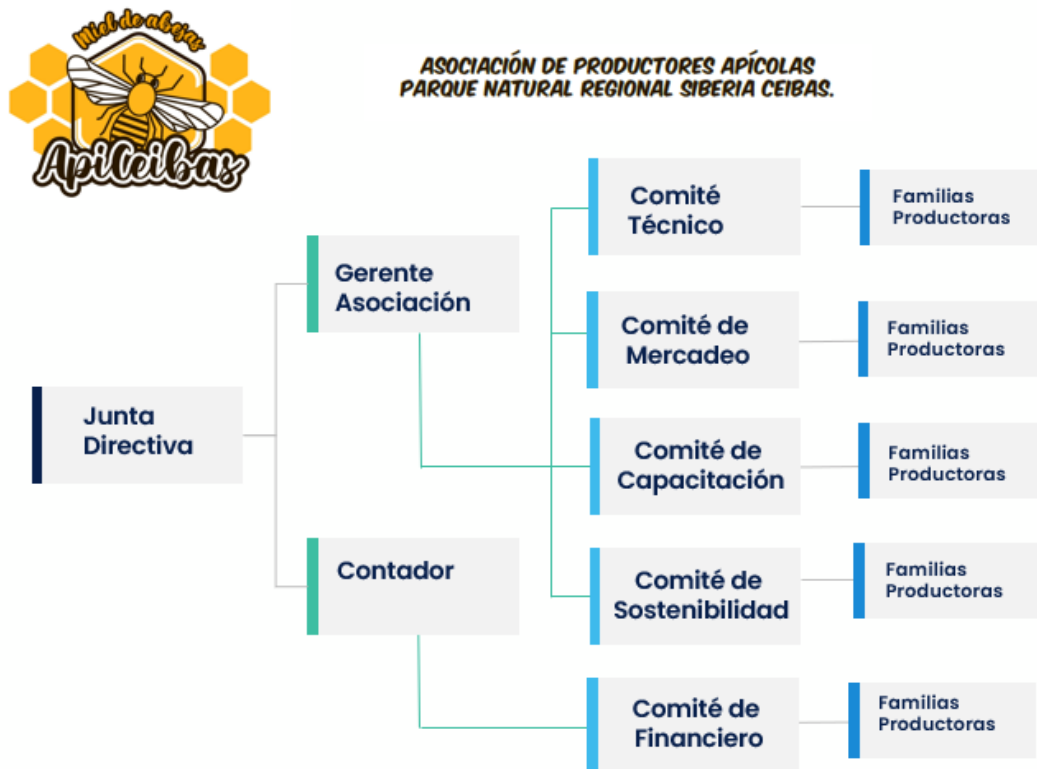 Miel de abejas
ApiCeibas
ASOCIACIÓN DE PRODUCTORES APÍCOLAS
PARQUE NATURAL REGIONAL SIBERIA CEIBAS.
Junta
Directiva
Gerente
Asociación
Contador
Comité
Técnico
Familias
Productoras
Comité de
Mercadeo
Familias
Productoras
Comité de
Capacitación
Familias
Productoras
Comité de
Sostenibilidad
Familias
Productoras
Comité de
Financiero
Familias
Productoras